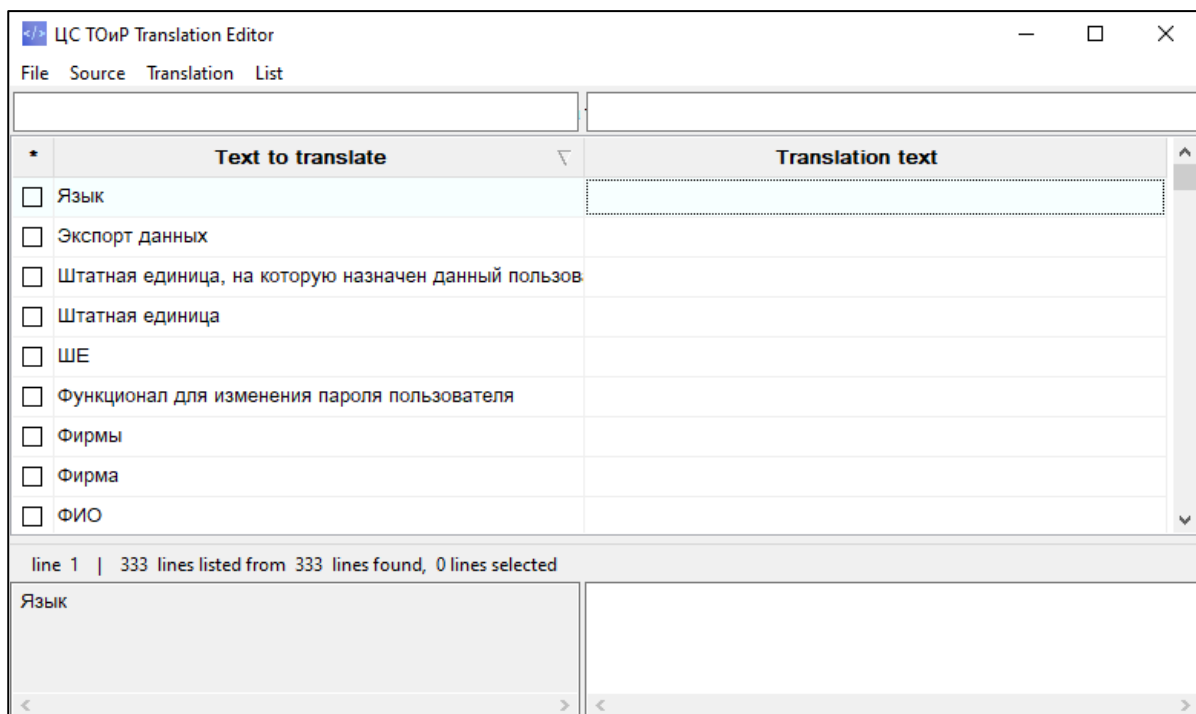 ЦС ТОиР Translation Editor
File Source Translation List
* Text to translate Translation text
Язык
Экспорт данных
Штатная единица, на которую назначен данный пользов
Штатная единица
ШЕ
Функционал для изменения пароля пользователя
Фирмы
Фирма
ФИО
line 1 | 333 lines listed from 333 lines found, 0 lines selected
Язык